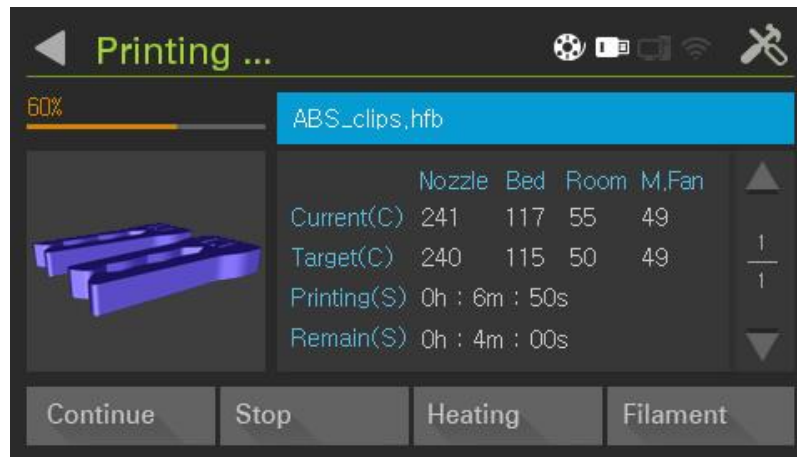 Printing ...
60%
ABS_clips.hfb
Nozzle Bed Room M.Fan
Current(C) 241 117 55 49
Target(C) 240 115 50 49
Printing(S) 0h : 6m : 50s
Remain(S) 0h : 4m : 00s
1
1
Continue Stop Heating Filament